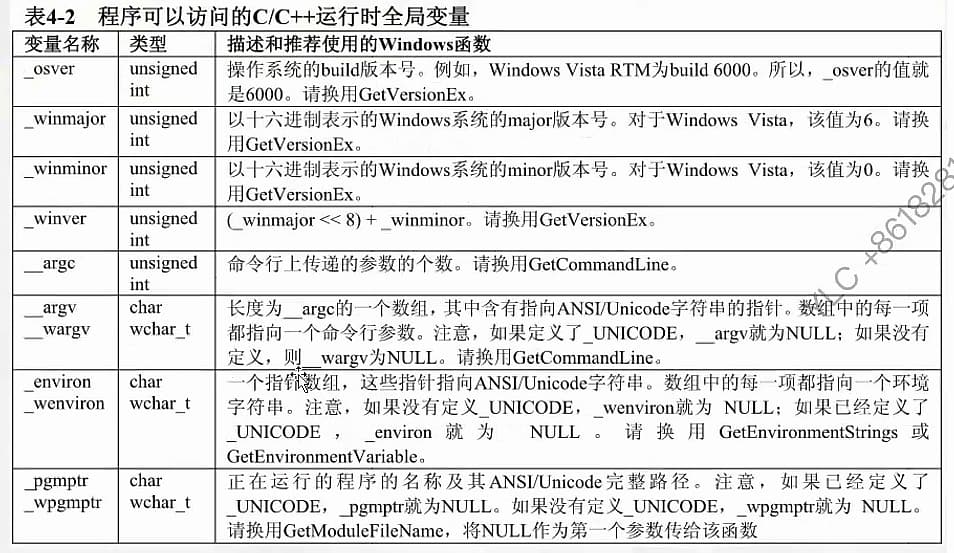 表4-2 程序可以访问的C/C++运行时全局变量
变量名称 类型 描述和推荐使用的Windows函数
_osver unsigned 操作系统的build版本号。例如，Windows Vista RTM为build 6000。所以，_osver的值就
int 是6000。请换用GetVersionEx。
_winmajor unsigned 以十六进制表示的Windows系统的major版本号。对于Windows Vista，该值为6。请换
int 用GetVersionEx。
_winminor unsigned 以十六进制表示的Windows系统的minor版本号。对于Windows Vista，该值为0。请换
int 用GetVersionEx。
_winver unsigned (_winmajor << 8) + _winminor。请换用GetVersionEx。
int
__argc unsigned 命令行上传递的参数的个数。请换用GetCommandLine。
int
__argv char 长度为__argc的一个数组，其中含有指向ANSI/Unicode字符串的指针。数组中的每一项
__wargv wchar_t 都指向一个命令行参数。注意，如果定义了_UNICODE，__argv就为NULL；如果没有
定义，则__wargv为NULL。请换用GetCommandLine。
_environ char 一个指针数组，这些指针指向ANSI/Unicode字符串。数组中的每一项都指向一个环境
_wenviron wchar_t 字符串。注意，如果没有定义_UNICODE，_wenviron就为 NULL；如果已经定义了
_UNICODE，_environ就为 NULL。请换用GetEnvironmentStrings或
GetEnvironmentVariable。
_pgmptr char 正在运行的程序的名称及其ANSI/Unicode完整路径。注意，如果已经定义了
_wpgmptr wchar_t _UNICODE，_pgmptr就为NULL。如果没有定义_UNICODE，_wpgmptr就为 NULL。
请换用GetModuleFileName，将NULL作为第一个参数传给该函数